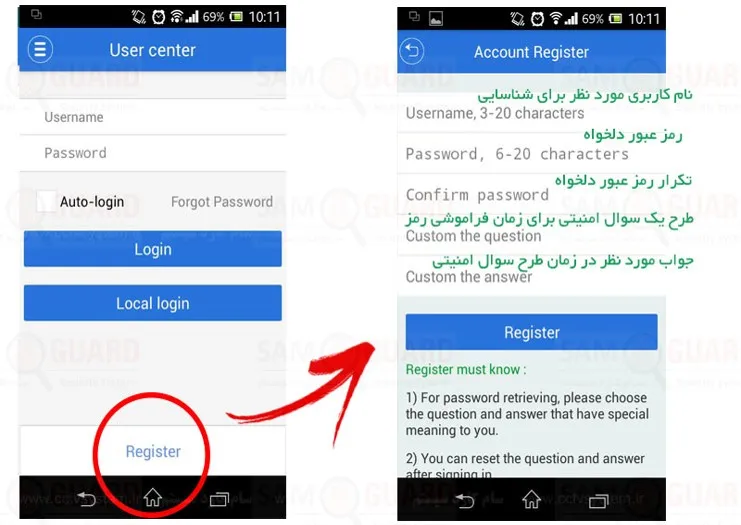 69% 10:11
User center
Username
Password
Auto-login Forgot Password
Login
Local login
Register
69% 10:11
Account Register
نام کاربری مورد نظر برای شناسایی
Username, 3-20 characters
رمز عبور دلخواه
Password, 6-20 characters
تکرار رمز عبور دلخواه
Confirm password
طرح یک سوال امنیتی برای زمان فراموشی رمز
Custom the question
جواب مورد نظر در زمان طرح سوال امنیتی
Custom the answer
Register
Register must know :
1) For password retrieving, please choose
the question and answer that have special
meaning to you.
2) You can reset the question and answer
after signing in
SAM GUARD